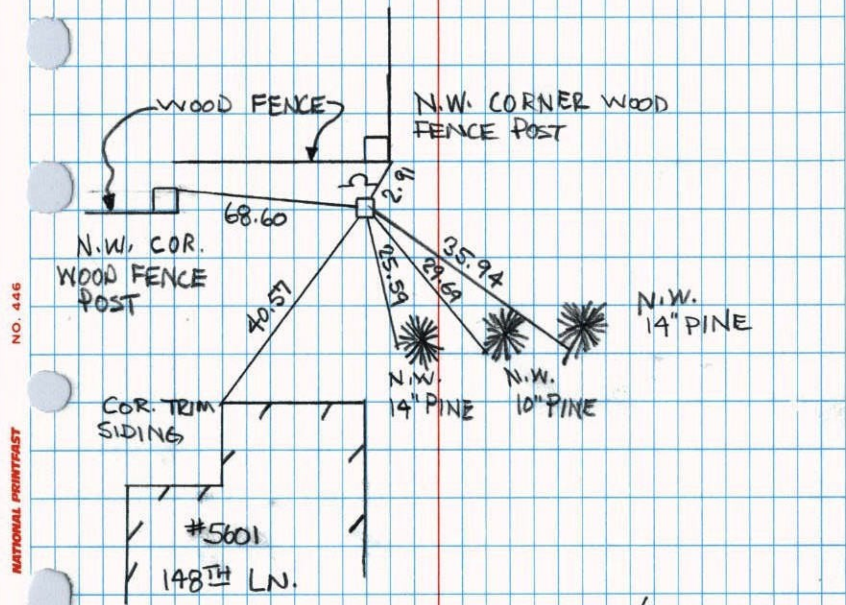 WOOD FENCE
N.W. CORNER WOOD
FENCE POST
2.91
68.60
N.W. COR.
WOOD FENCE
POST
40.57
25.59
29.69
35.94
N.W.
14" PINE
N.W.
14" PINE
N.W.
10" PINE
COR. TRIM
SIDING
#5601
148TH LN.
NO. 446
NATIONAL PRINTFAST